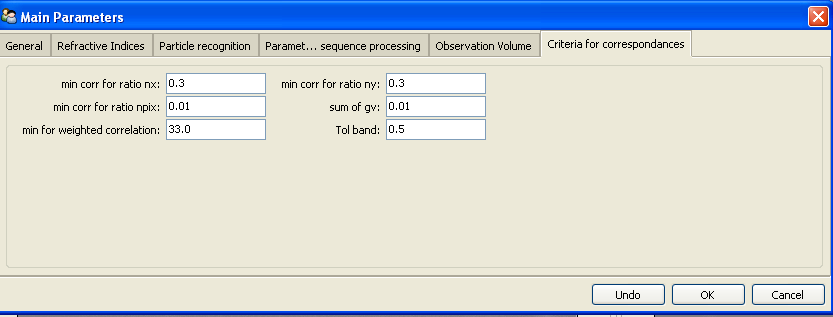 Main Parameters
General Refractive Indices Particle recognition Paramet... sequence processing Observation Volume Criteria for correspondances
min corr for ratio nx: 0.3 min corr for ratio ny: 0.3
min corr for ratio npix: 0.01 sum of gv: 0.01
min for weighted correlation: 33.0 Tol band: 0.5
Undo OK Cancel